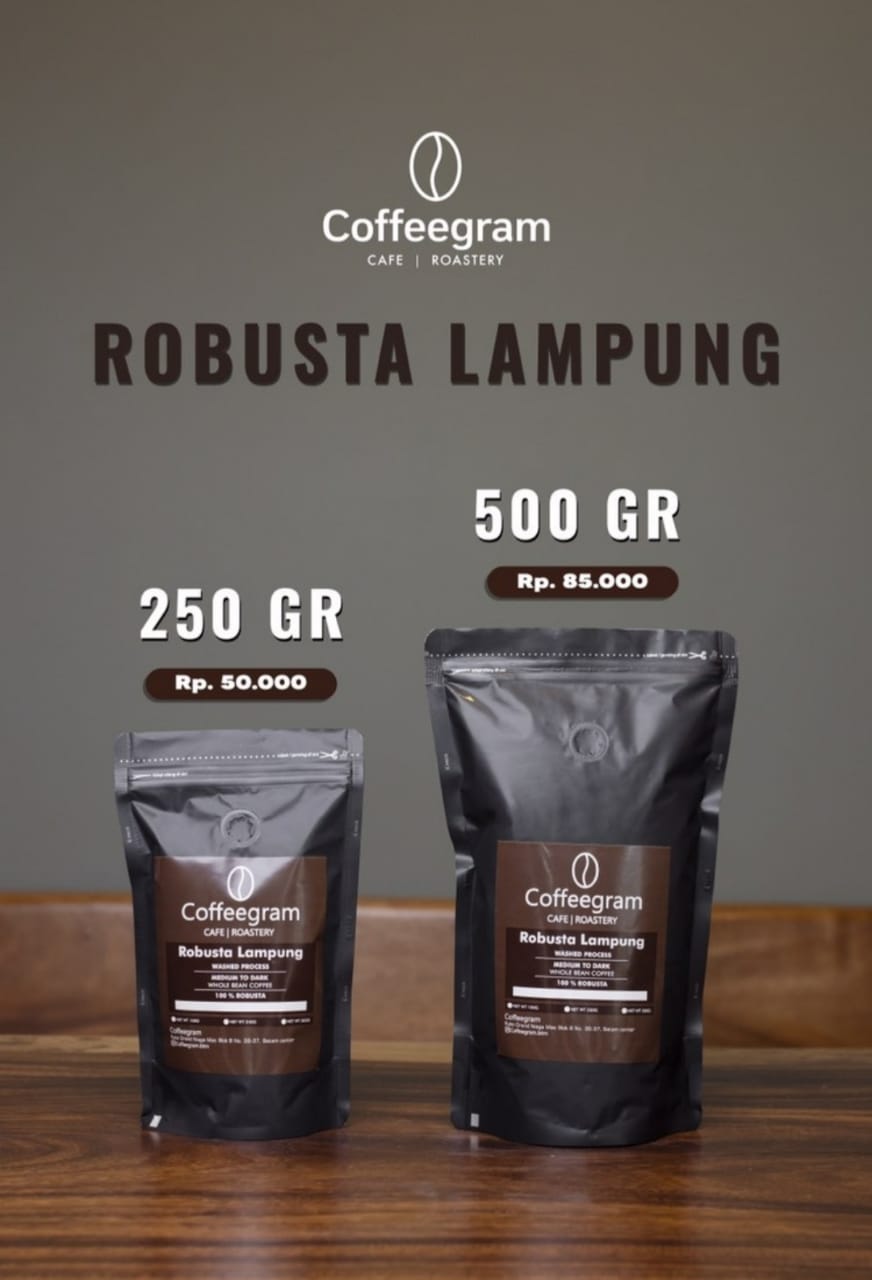 Coffeegram
CAFE | ROASTERY
ROBUSTA LAMPUNG
500 GR
Rp. 85.000
250 GR
Rp. 50.000
Coffeegram
CAFE | ROASTERY
Robusta Lampung
WASHED PROCESS
MEDIUM TO DARK
WHOLE BEAN COFFEE
100 % ROBUSTA
Coffeegram
Coffeegram
CAFE | ROASTERY
Robusta Lampung
WASHED PROCESS
MEDIUM TO DARK
WHOLE BEAN COFFEE
100 % ROBUSTA
Coffeegram